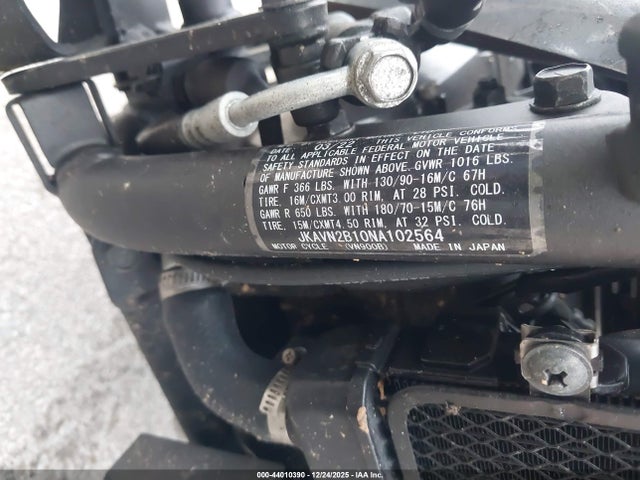 DATE: 03/22 THIS VEHICLE CONFORMS
TO ALL APPLICABLE FEDERAL MOTOR VEHICLE
SAFETY STANDARDS IN EFFECT ON THE DATE
OF MANUFACTURE SHOWN ABOVE. GVWR 1016 LBS.
GAWR F 366 LBS. WITH 130/90-16M/C 67H
TIRE. 16M/CXMT3.00 RIM, AT 28 PSI. COLD.
GAWR R 650 LBS. WITH 180/70-15M/C 76H
TIRE. 15M/CXMT4.50 RIM, AT 32 PSI. COLD.
JKAVN2B10NA102564
MOTOR CYCLE (VN900B) MADE IN JAPAN
000-44010390 - 12/24/2025 - IAAI.COM